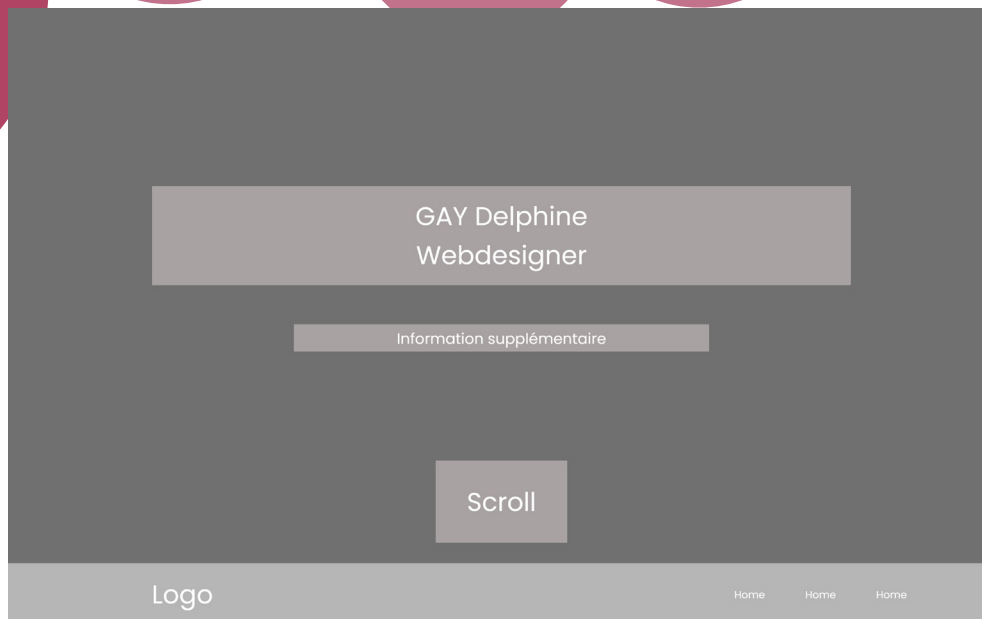 GAY Delphine
Webdesigner
Information supplémentaire
Scroll
Logo
Home Home Home